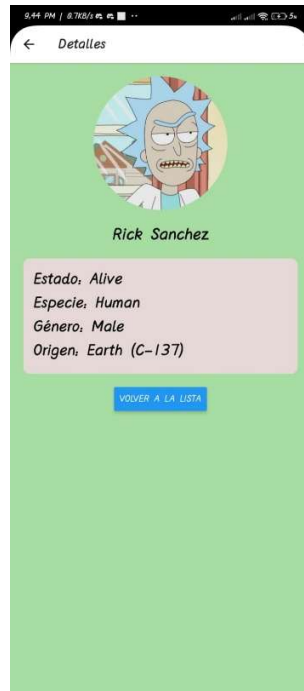 9:44 PM | 8.7KB/s
Detalles
Rick Sanchez
Estado: Alive
Especie: Human
Género: Male
Origen: Earth (C-137)
VOLVER A LA LISTA